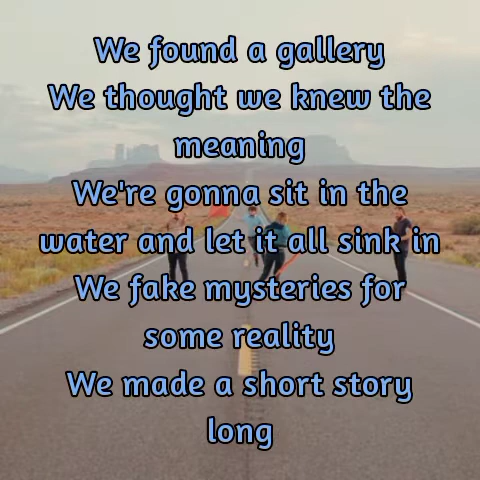 We found a gallery
We thought we knew the
meaning
We're gonna sit in the
water and let it all sink in
We fake mysteries for
some reality
We made a short story
long